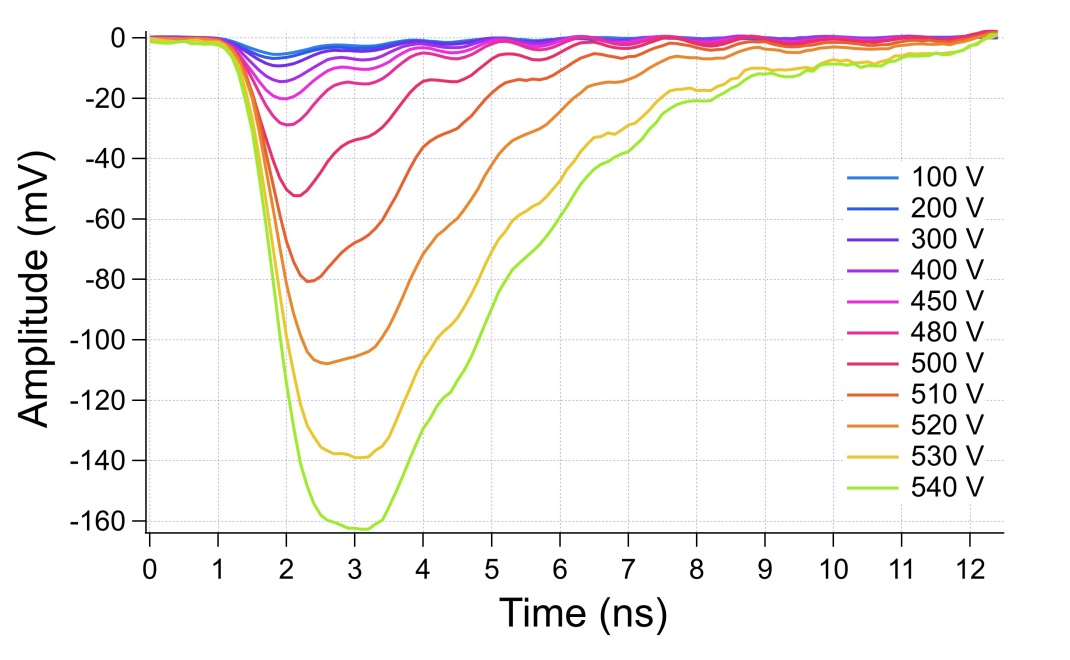 0
-20
-40
-60
-80
-100
-120
-140
-160
Amplitude (mV)
100 V
200 V
300 V
400 V
450 V
480 V
500 V
510 V
520 V
530 V
540 V
0 1 2 3 4 5 6 7 8 9 10 11 12
Time (ns)